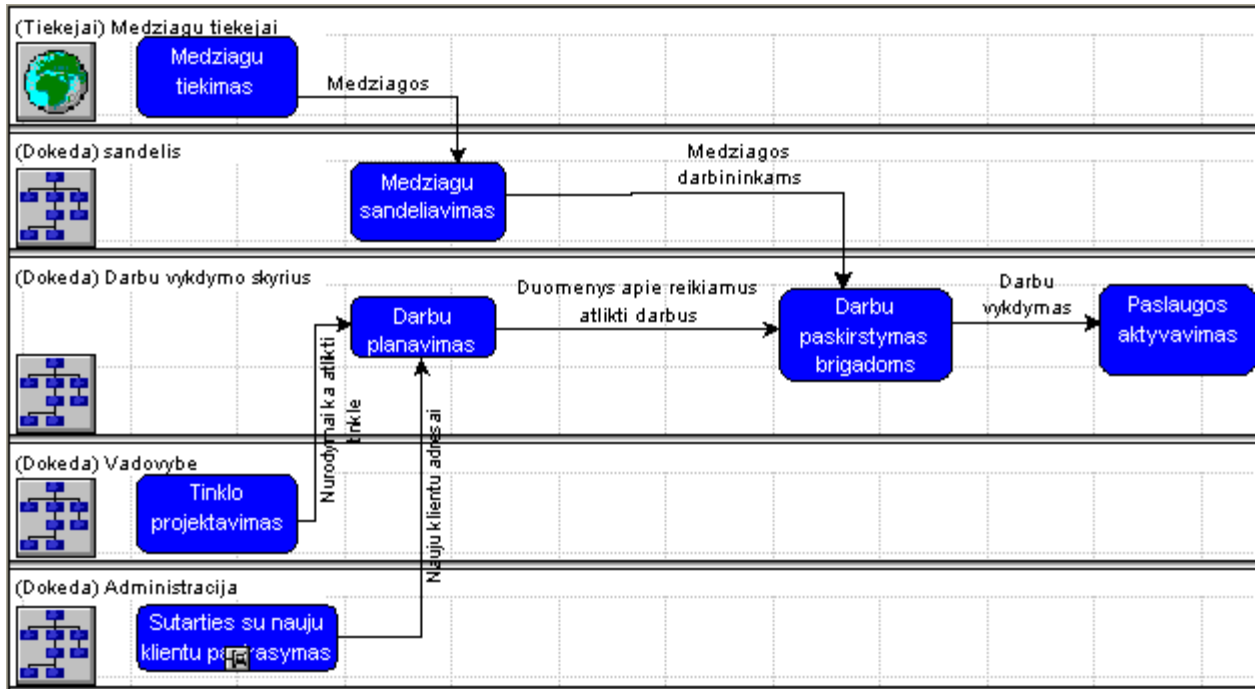 (Tiekejai) Medziagu tiekejai
Medziagu
tiekimas
Medziagos
(Dokeda) sandelis
Medziagu
sandeliavimas
Medziagos
darbininkams
(Dokeda) Darbu vykdymo skyrius
Darbu
planavimas
Duomenys apie reikiamus
atlikti darbus
Darbu
paskirstymas
brigadoms
Darbu
vykdymas
Paslaugos
aktyvavimas
Nurodymai ka atlikti
tinkle
Nauju klientu adresai
(Dokeda) Vadovybe
Tinklo
projektavimas
(Dokeda) Administracija
Sutarties su nauju
klientu